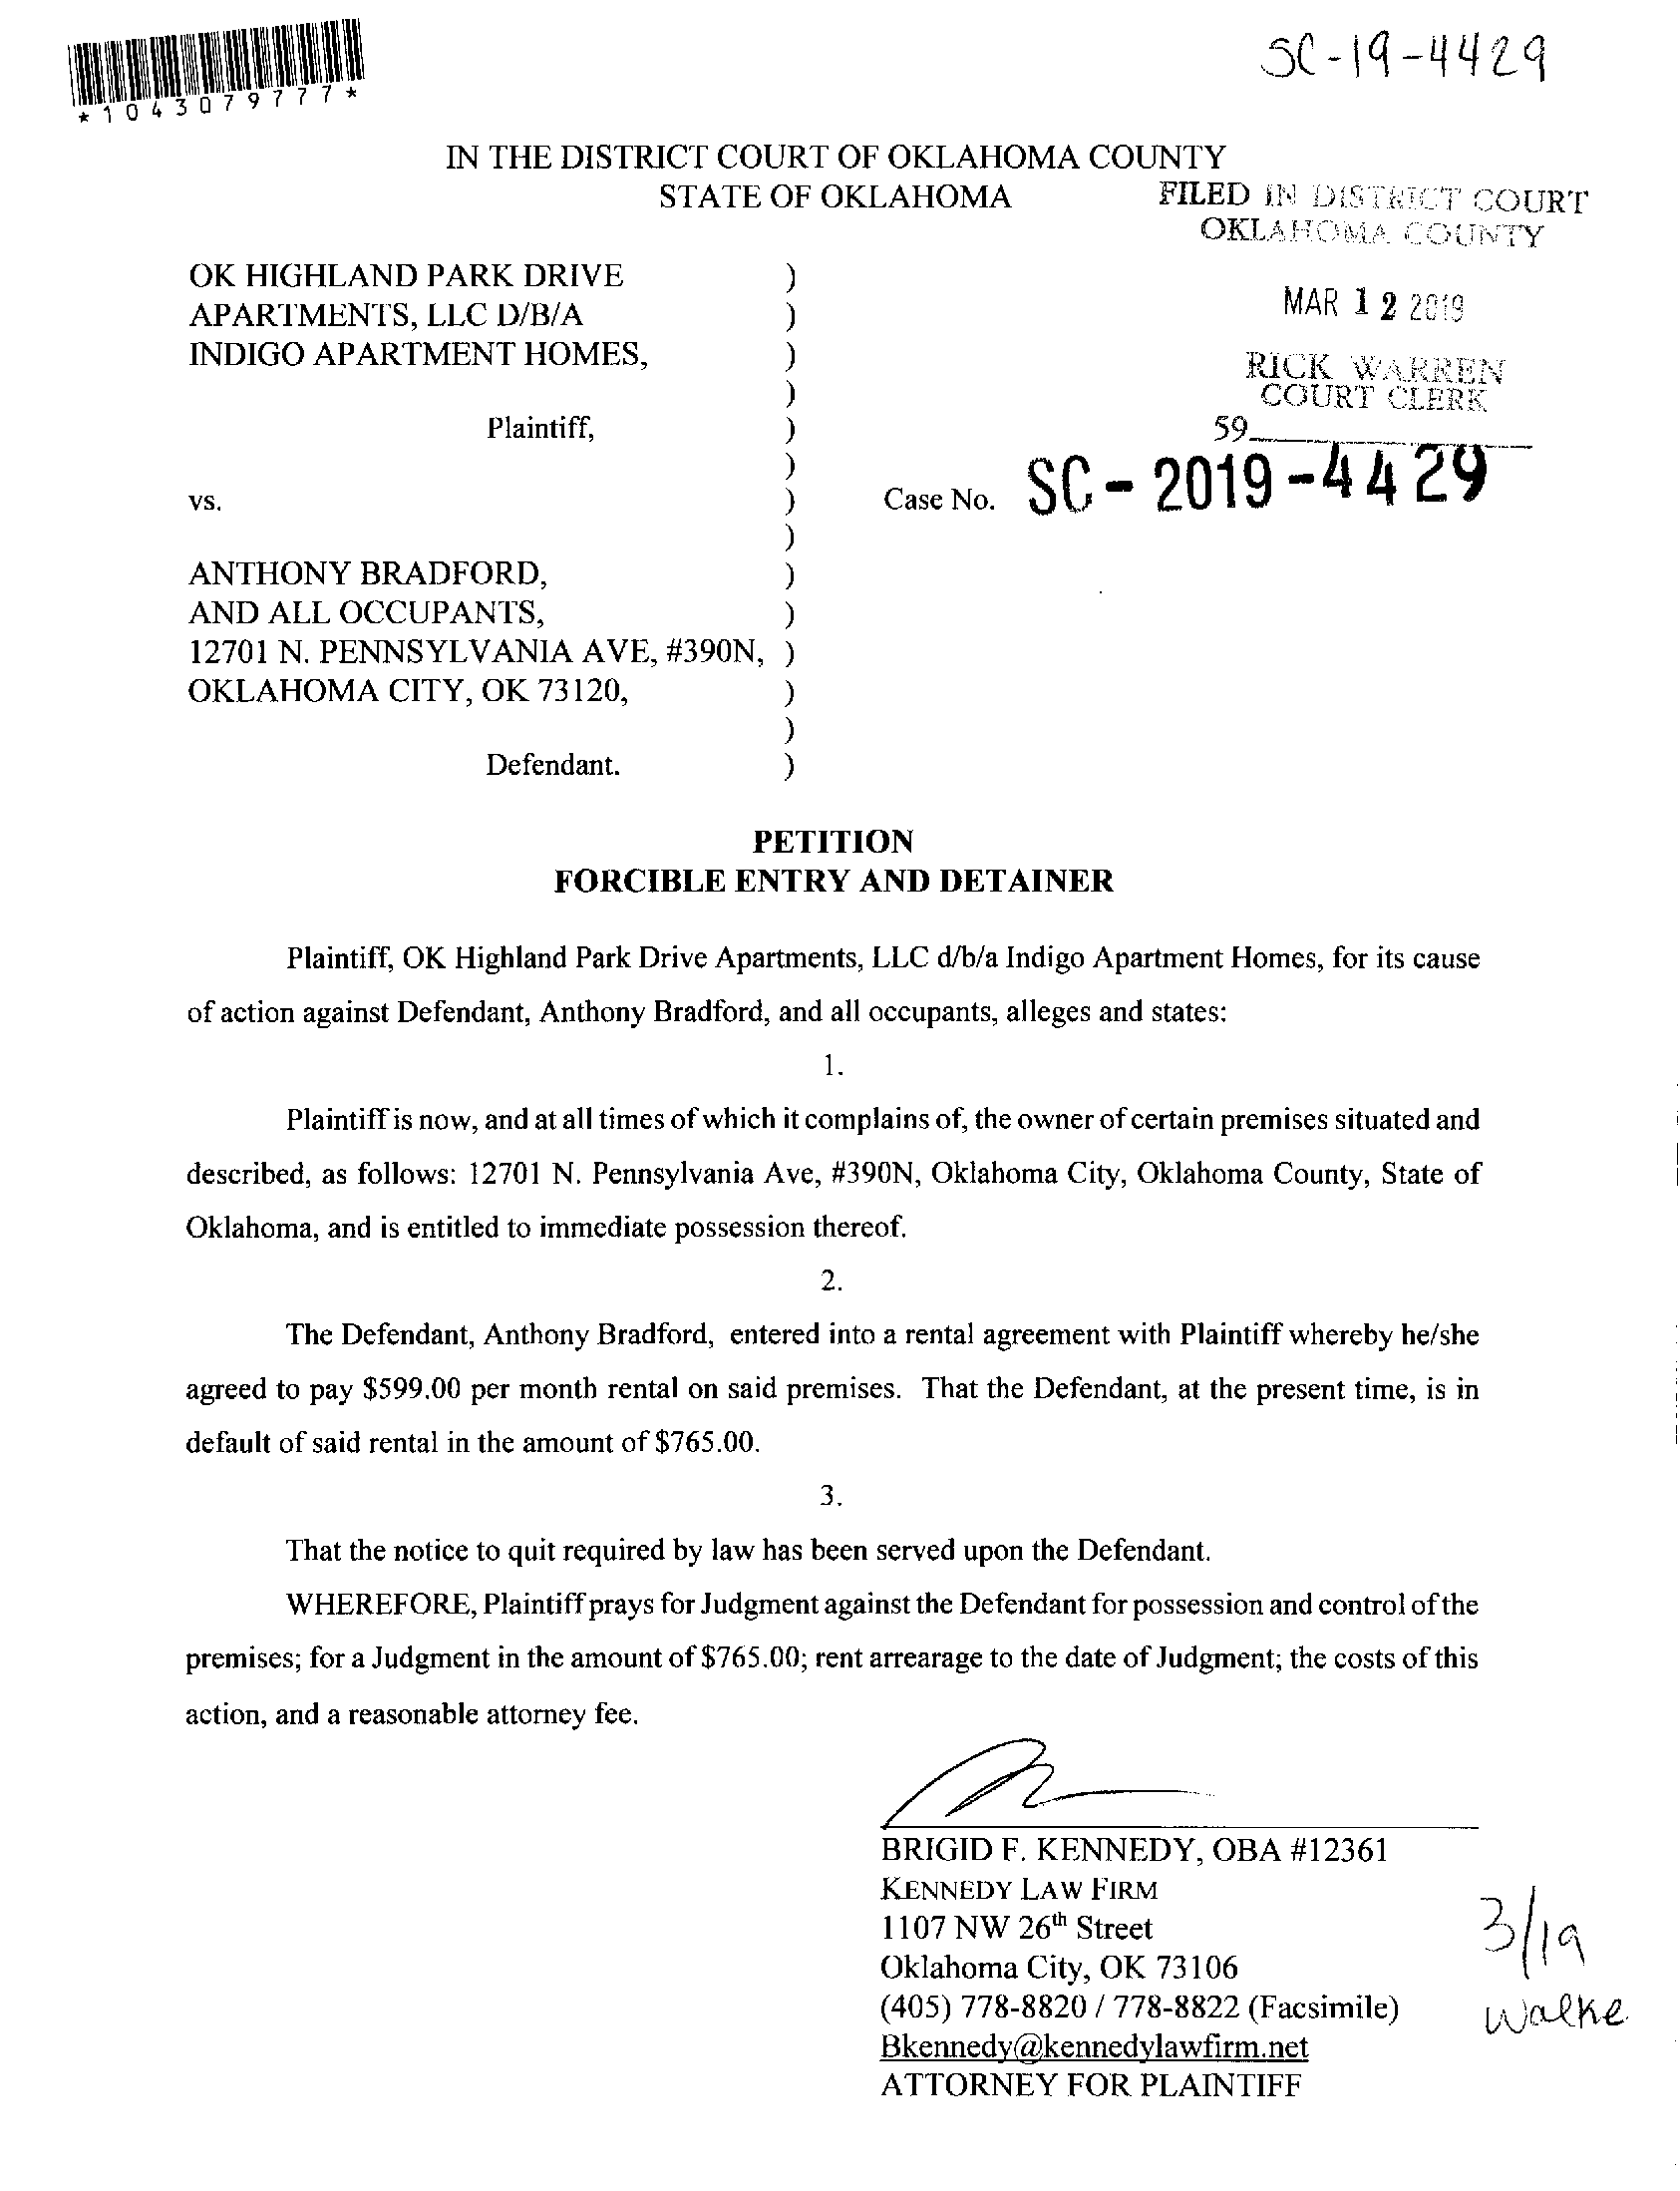 SC-19-4429
*1043079777*
IN THE DISTRICT COURT OF OKLAHOMA COUNTY
STATE OF OKLAHOMA
FILED IN DISTRICT COURT
OKLAHOMA COUNTY
MAR 12 2019
RICK WARREN
COURT CLERK
59
OK HIGHLAND PARK DRIVE )
APARTMENTS, LLC D/B/A )
INDIGO APARTMENT HOMES, )
)
Plaintiff, )
)
vs. ) Case No. SC-2019-4429
)
ANTHONY BRADFORD, )
AND ALL OCCUPANTS, )
12701 N. PENNSYLVANIA AVE, #390N, )
OKLAHOMA CITY, OK 73120, )
)
Defendant. )
PETITION
FORCIBLE ENTRY AND DETAINER
Plaintiff, OK Highland Park Drive Apartments, LLC d/b/a Indigo Apartment Homes, for its cause
of action against Defendant, Anthony Bradford, and all occupants, alleges and states:
1.
Plaintiff is now, and at all times of which it complains of, the owner of certain premises situated and
described, as follows: 12701 N. Pennsylvania Ave, #390N, Oklahoma City, Oklahoma County, State of
Oklahoma, and is entitled to immediate possession thereof.
2.
The Defendant, Anthony Bradford, entered into a rental agreement with Plaintiff whereby he/she
agreed to pay $599.00 per month rental on said premises. That the Defendant, at the present time, is in
default of said rental in the amount of $765.00.
3.
That the notice to quit required by law has been served upon the Defendant.
WHEREFORE, Plaintiff prays for Judgment against the Defendant for possession and control of the
premises; for a Judgment in the amount of $765.00; rent arrearage to the date of Judgment; the costs of this
action, and a reasonable attorney fee.
BRIGID F. KENNEDY, OBA #12361
KENNEDY LAW FIRM
1107 NW 26th Street
Oklahoma City, OK 73106
(405) 778-8820 / 778-8822 (Facsimile)
Bkennedy@kennedylawfirm.net
ATTORNEY FOR PLAINTIFF
3/19
Walke